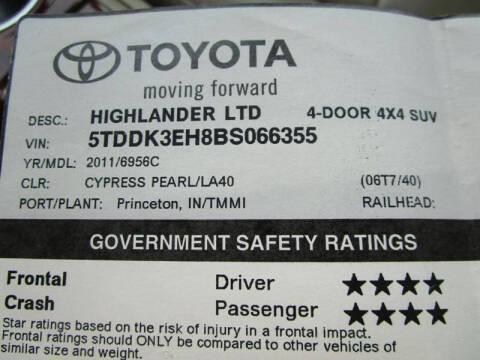 TOYOTA
moving forward
DESC.: HIGHLANDER LTD 4-DOOR 4X4 SUV
VIN: 5TDDK3EH8BS066355
YR/MDL: 2011/6956C
CLR: CYPRESS PEARL/LA40 (06T7/40)
PORT/PLANT: Princeton, IN/TMMI RAILHEAD:
GOVERNMENT SAFETY RATINGS
Frontal Driver ★★★★
Crash Passenger ★★★★
Star ratings based on the risk of injury in a frontal impact.
Frontal ratings should ONLY be compared to other vehicles of
similar size and weight.